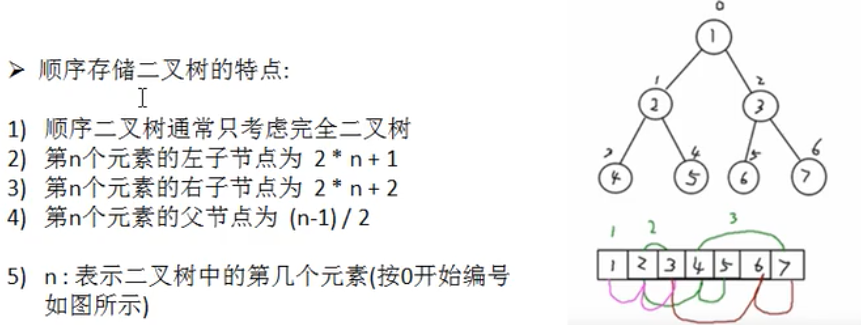 ➢ 顺序存储二叉树的特点:
1) 顺序二叉树通常只考虑完全二叉树
2) 第n个元素的左子节点为 2 * n + 1
3) 第n个元素的右子节点为 2 * n + 2
4) 第n个元素的父节点为 (n-1) / 2
5) n : 表示二叉树中的第几个元素(按0开始编号
如图所示)
0
1
1 2
2 3
3 4 5 6
4 5 6 7
1 2 3
1 2 3 4 5 6 7